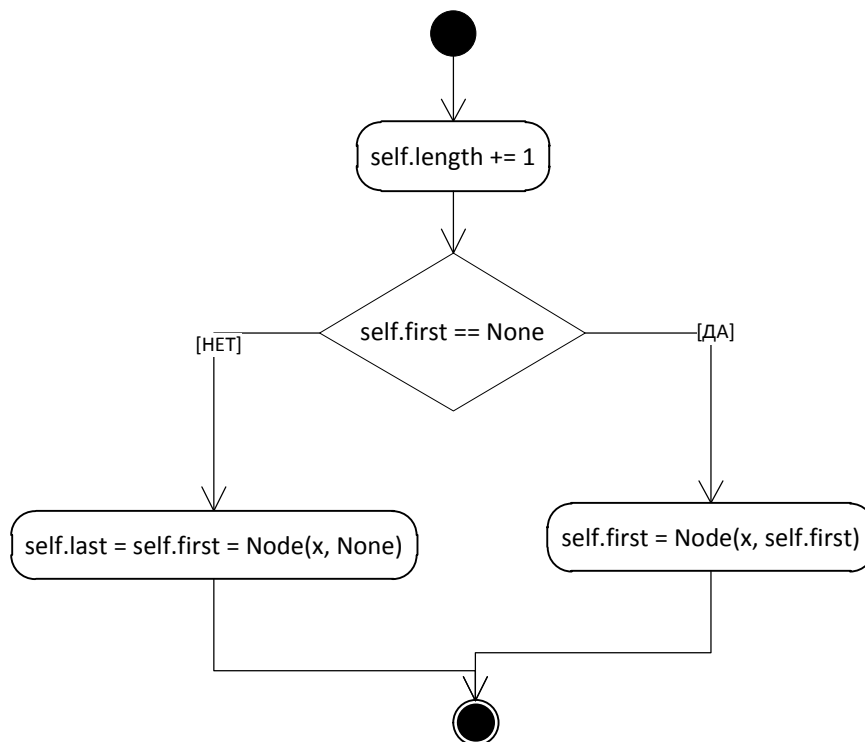 self.length += 1
self.first == None
[НЕТ]
[ДА]
self.last = self.first = Node(x, None)
self.first = Node(x, self.first)